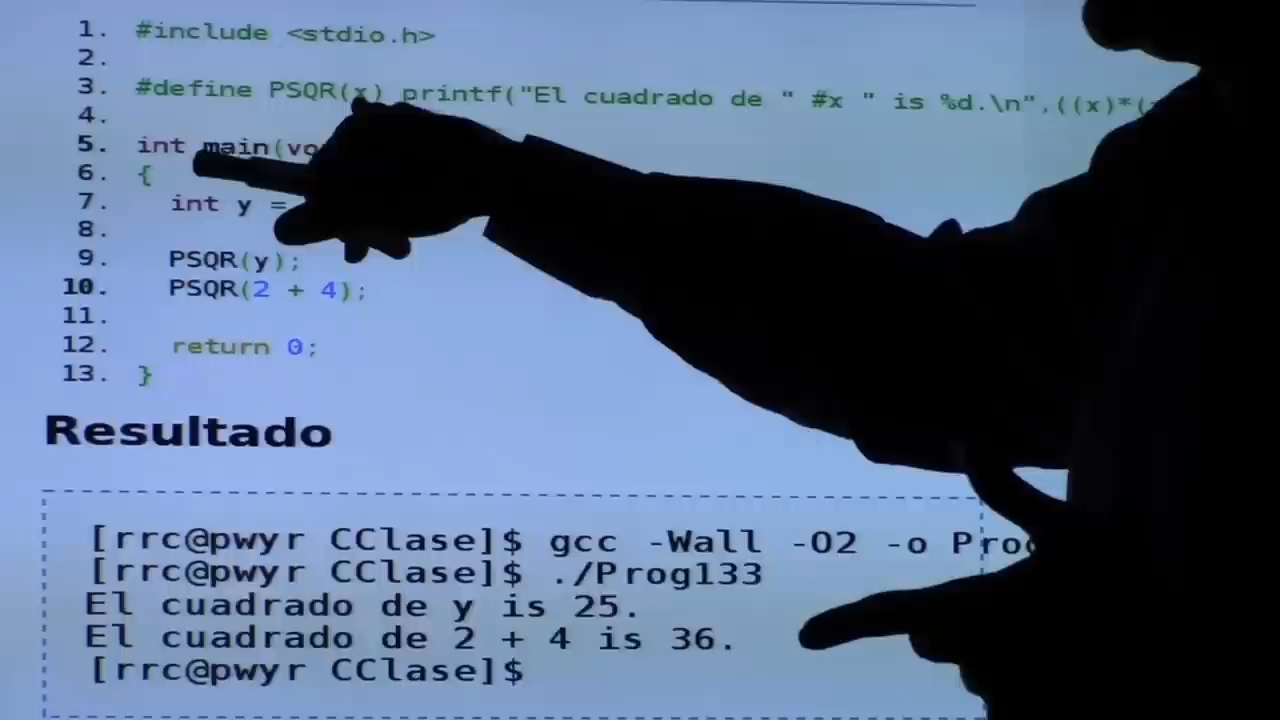 1. #include <stdio.h>
2.
3. #define PSQR(x) printf("El cuadrado de " #x " is %d.\n",((x)*(
4.
5. int main(vo
6. {
7. int y =
8.
9. PSQR(y);
10. PSQR(2 + 4);
11.
12. return 0;
13. }
Resultado
[rrc@pwyr CClase]$ gcc -Wall -O2 -o Pro
[rrc@pwyr CClase]$ ./Prog133
El cuadrado de y is 25.
El cuadrado de 2 + 4 is 36.
[rrc@pwyr CClase]$